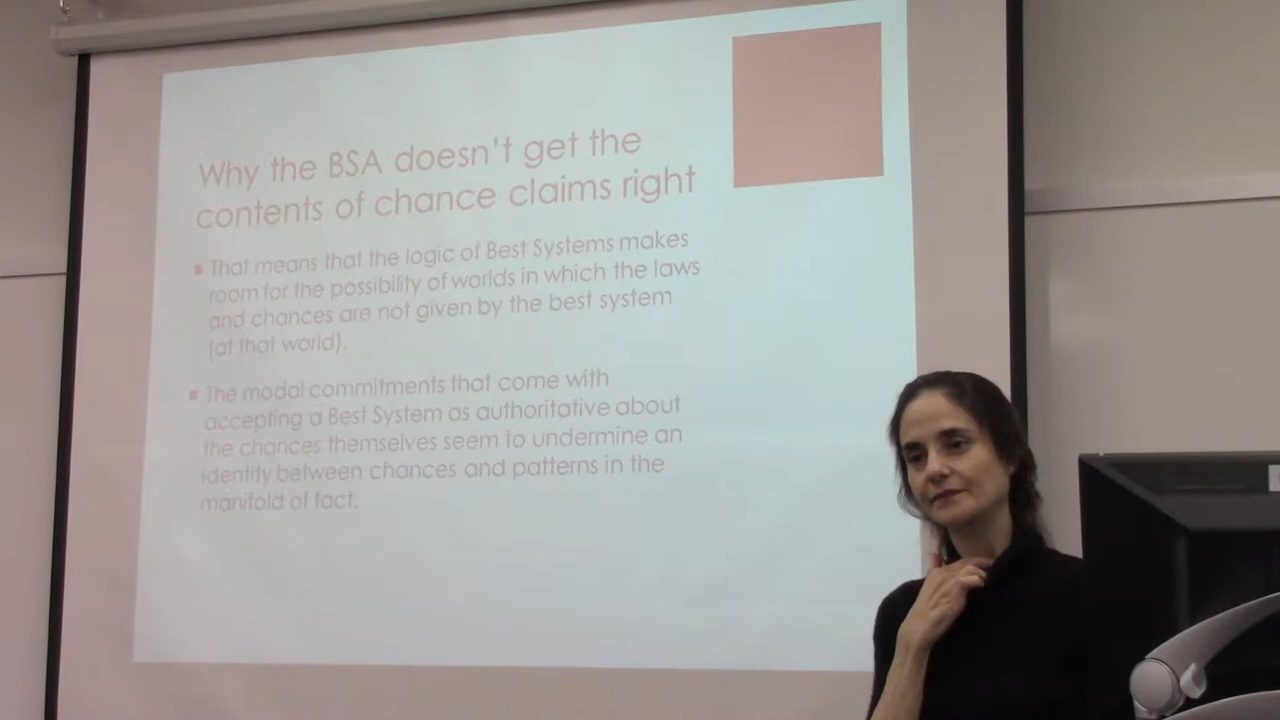 Why the BSA doesn't get the
contents of chance claims right
That means that the logic of Best Systems makes
room for the possibility of worlds in which the laws
and chances are not given by the best system
(at that world).
The modal commitments that come with
accepting a Best System as authoritative about
the chances themselves seem to undermine an
identity between chances and patterns in the
manifold of fact.